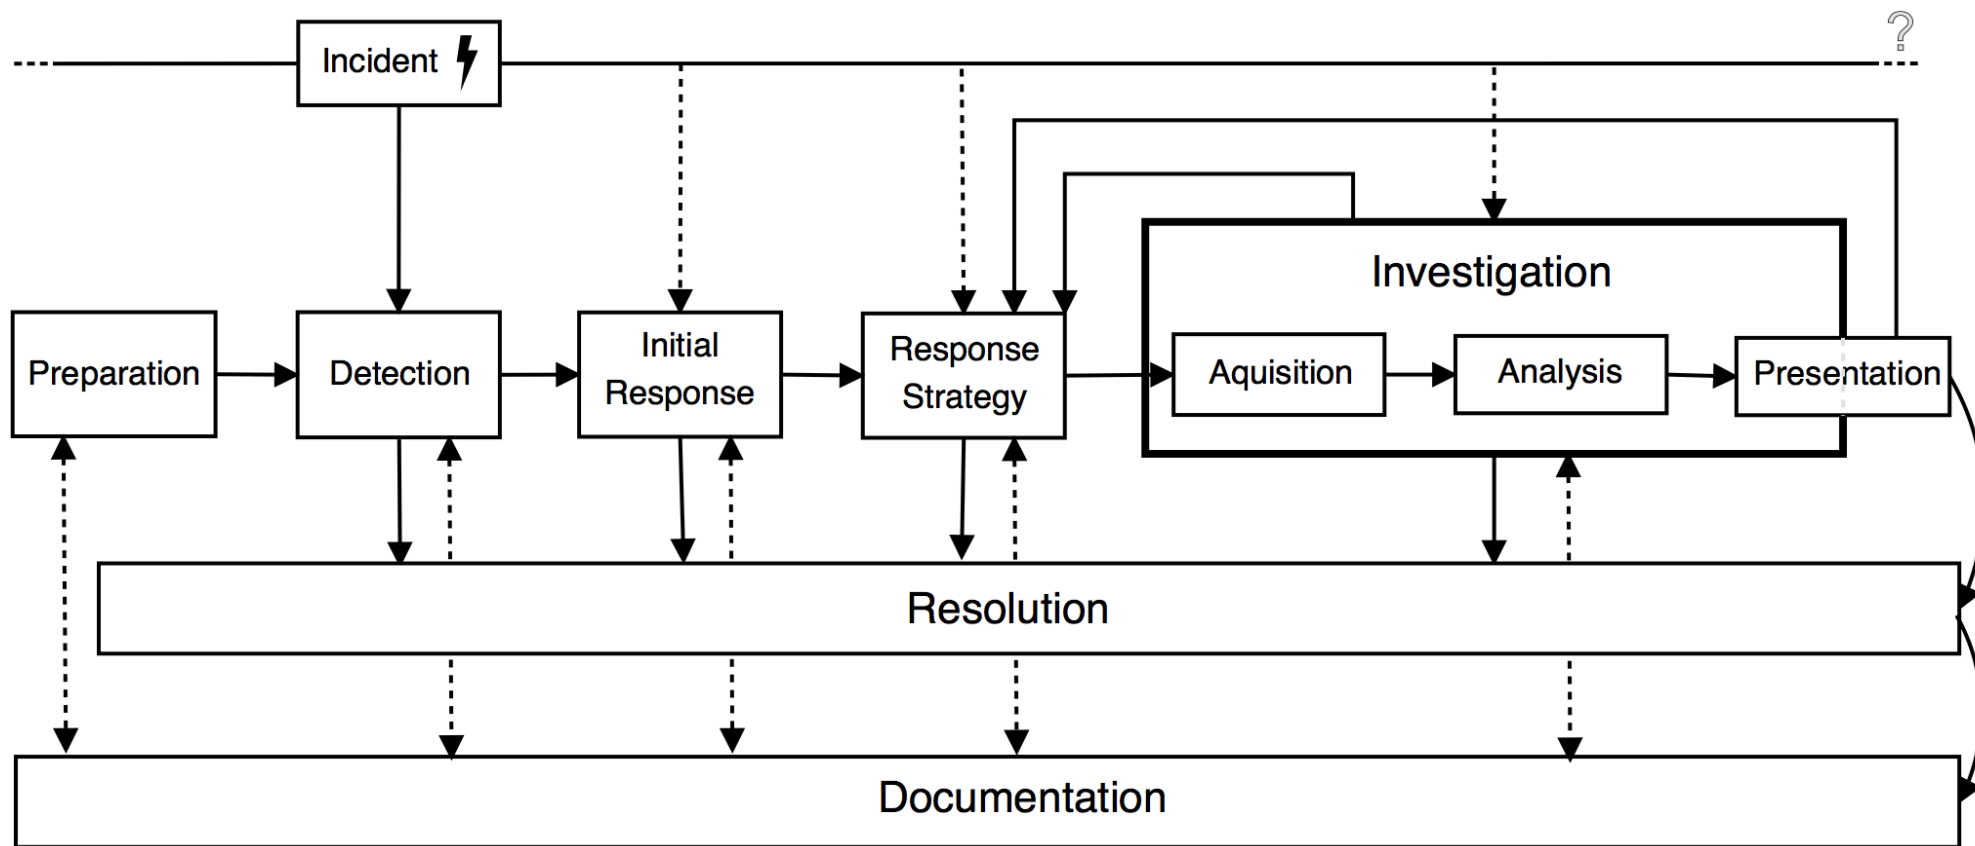 ?
Incident
Investigation
Preparation
Detection
Initial
Response
Response
Strategy
Aquisition
Analysis
Presentation
Resolution
Documentation